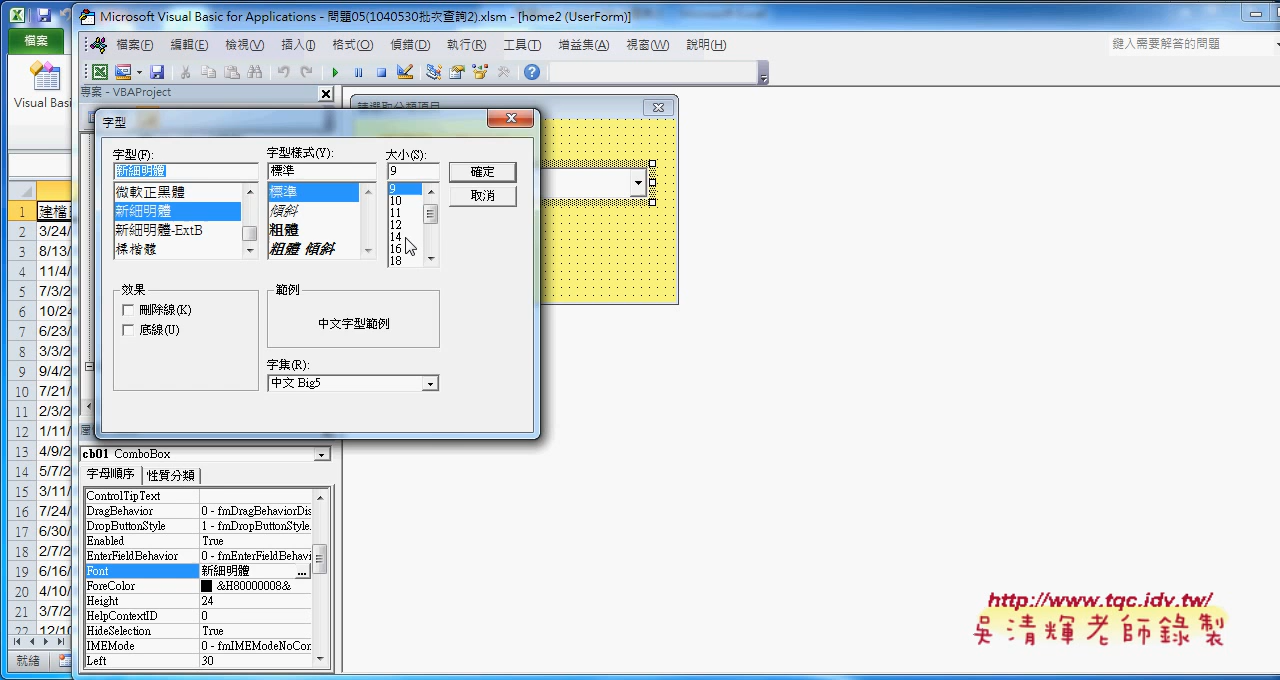 Microsoft Visual Basic for Applications - 問題05(1040530批次查詢2).xlsm - [home2 (UserForm)]
檔案
檔案(F) 編輯(E) 檢視(V) 插入(I) 格式(O) 偵錯(D) 執行(R) 工具(T) 增益集(A) 視窗(W) 說明(H)
鍵入需要解答的問題
Visual Basi
專案 - VBAProject
請選取分類項目
字型
字型(F): 字型樣式(Y): 大小(S):
新細明體 標準 9
確定
取消
微軟正黑體
新細明體
新細明體-ExtB
標楷體
標準
傾斜
粗體
粗體 傾斜
9
10
11
12
14
16
18
效果
刪除線(K)
底線(U)
範例
中文字型範例
字集(R):
中文 Big5
1 建檔
2 3/24/
3 8/13/
4 11/4/
5 7/3/2
6 10/24
7 6/23/
8 3/3/2
9 9/4/2
10 7/21/
11 2/3/2
12 1/11/
13 4/9/2
14 5/7/2
15 3/11/
16 7/24/
17 6/30/
18 2/7/2
19 6/16/
20 4/10/
21 3/7/2
22 12/10
就緒
cb01 ComboBox
字母順序 性質分類
ControlTipText
DragBehavior 0 - fmDragBehaviorDis
DropButtonStyle 1 - fmDropButtonStyle
Enabled True
EnterFieldBehavior 0 - fmEnterFieldBehavi
Font 新細明體 ...
ForeColor &H80000008&
Height 24
HelpContextID 0
HideSelection True
IMEMode 0 - fmIMEModeNoCon
Left 30
http://www.tqc.idv.tw/
吳清輝老師錄製